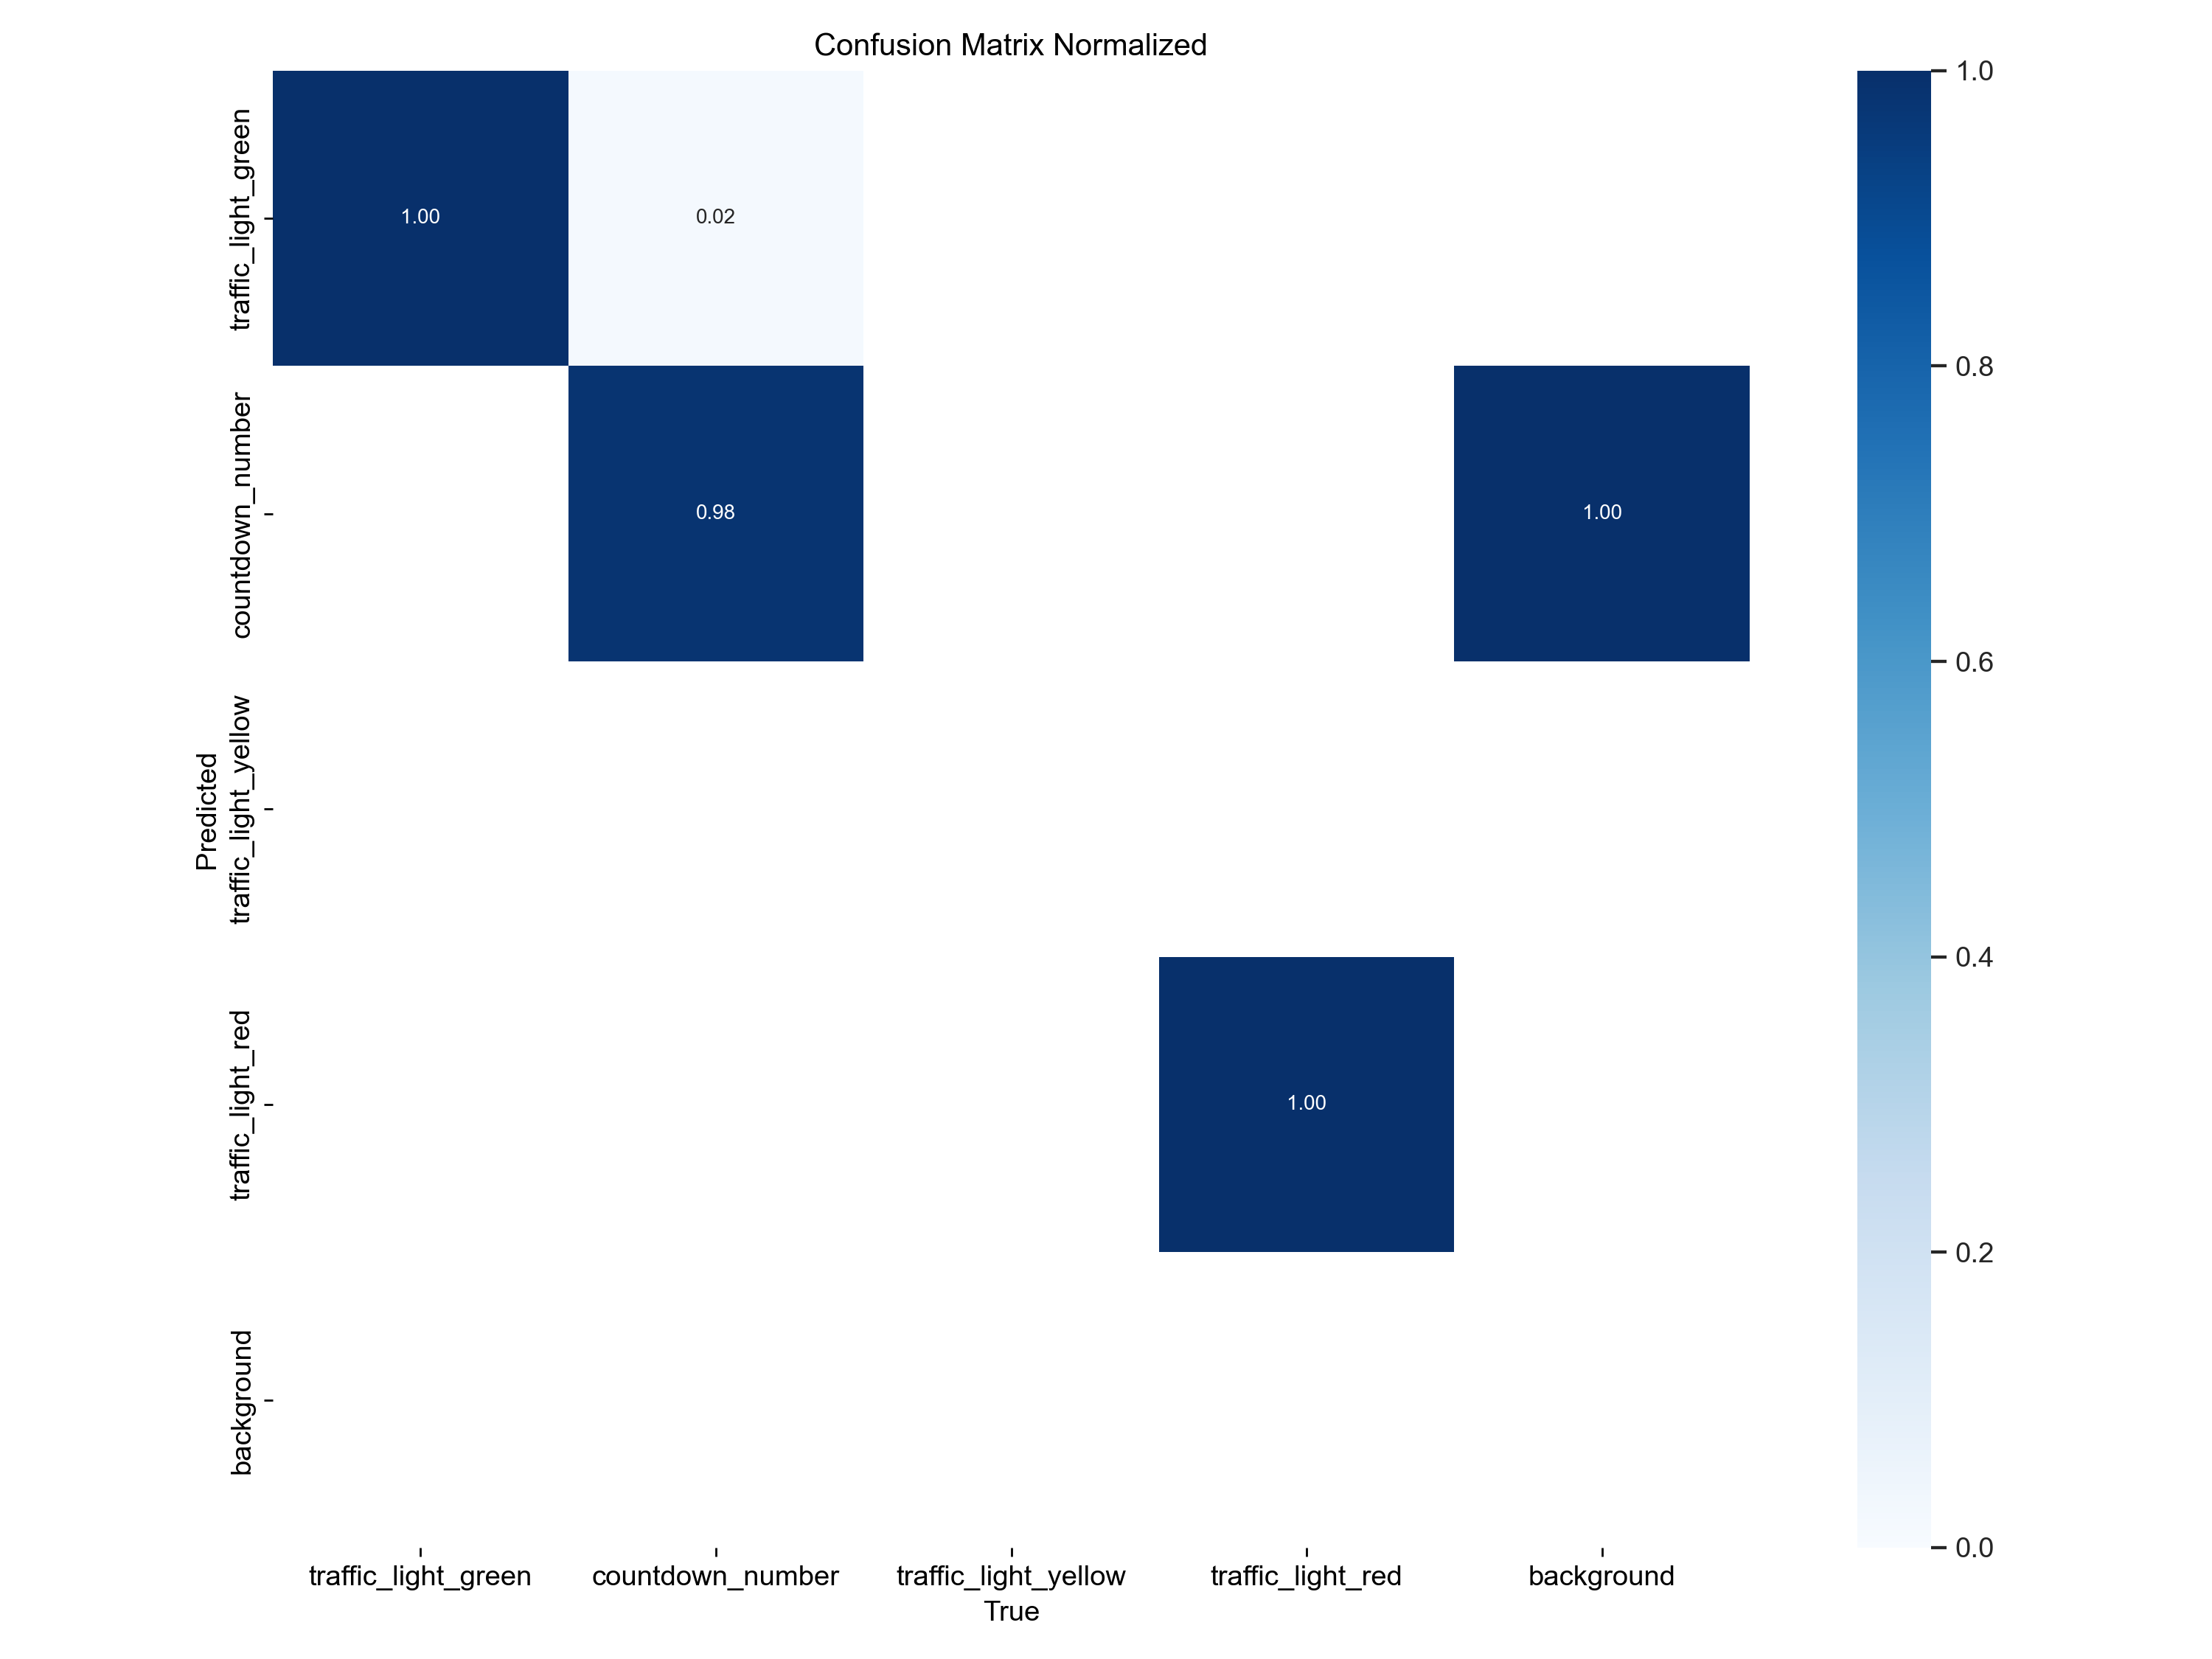 Confusion Matrix Normalized
traffic_light_green
1.00
0.02
countdown_number
0.98
1.00
traffic_light_yellow
traffic_light_red
1.00
background
Predicted
traffic_light_green
countdown_number
traffic_light_yellow
traffic_light_red
background
True
1.0
0.8
0.6
0.4
0.2
0.0